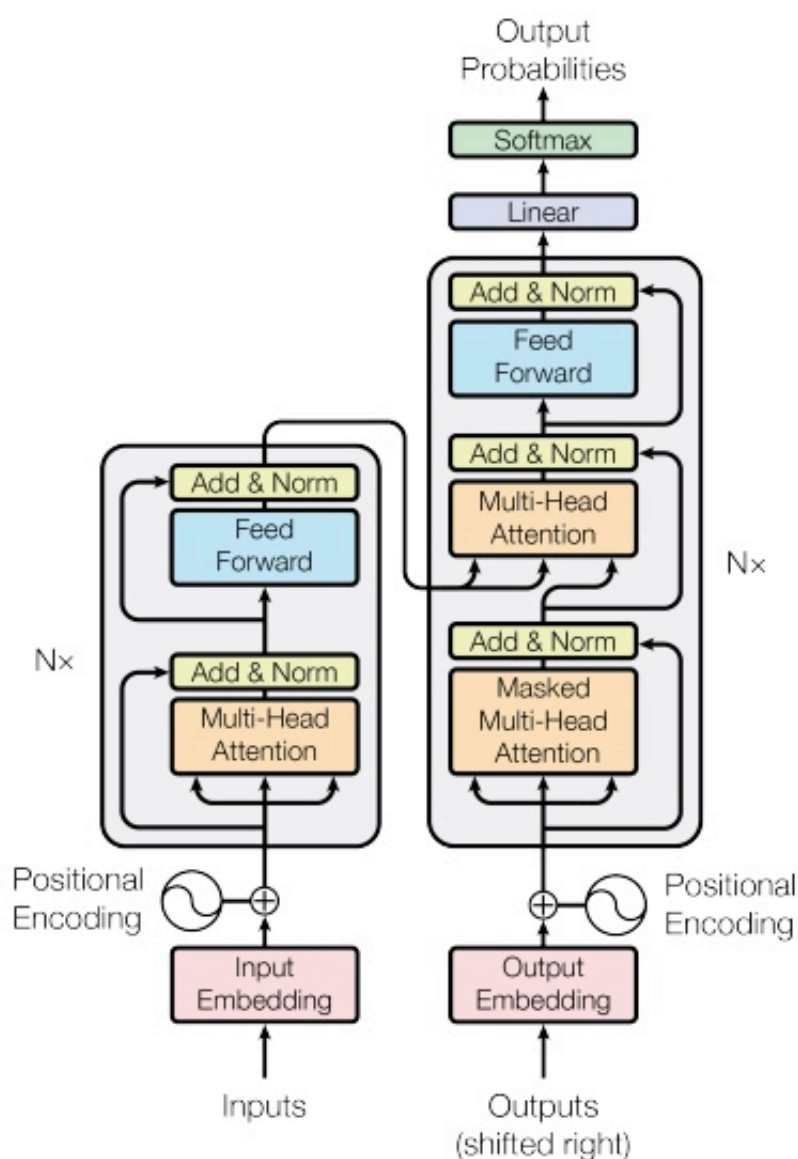 Output
Probabilities
Softmax
Linear
Add & Norm
Feed
Forward
Add & Norm
Multi-Head
Attention
Add & Norm
Masked
Multi-Head
Attention
N×
Add & Norm
Feed
Forward
Add & Norm
Multi-Head
Attention
N×
Positional
Encoding
Positional
Encoding
Input
Embedding
Output
Embedding
Inputs
Outputs
(shifted right)